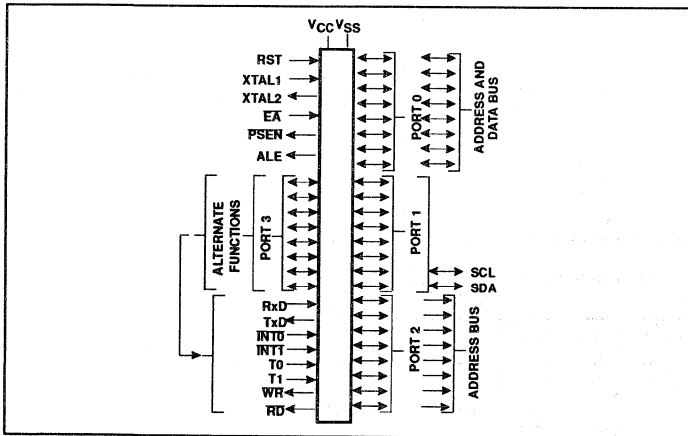 VCC VSS
RST
XTAL1
XTAL2
EA
PSEN
ALE
PORT 0
ADDRESS AND
DATA BUS
ALTERNATE
FUNCTIONS
PORT 3
PORT 1
SCL
SDA
RxD
TxD
INT0
INT1
T0
T1
WR
RD
PORT 2
ADDRESS BUS